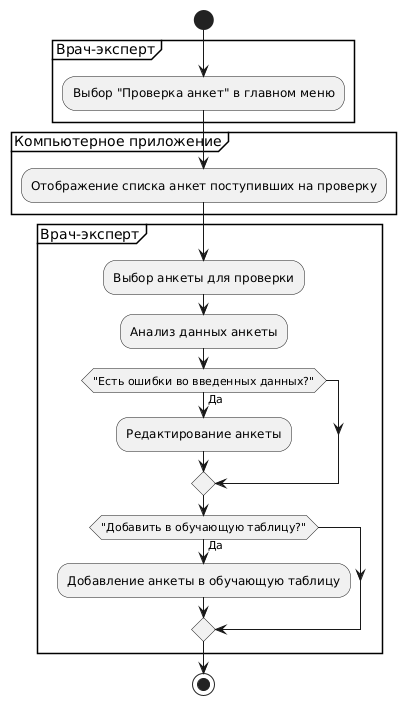 Врач-эксперт
Выбор "Проверка анкет" в главном меню
Компьютерное приложение
Отображение списка анкет поступивших на проверку
Врач-эксперт
Выбор анкеты для проверки
Анализ данных анкеты
"Есть ошибки во введенных данных?"
Да
Редактирование анкеты
"Добавить в обучающую таблицу?"
Да
Добавление анкеты в обучающую таблицу